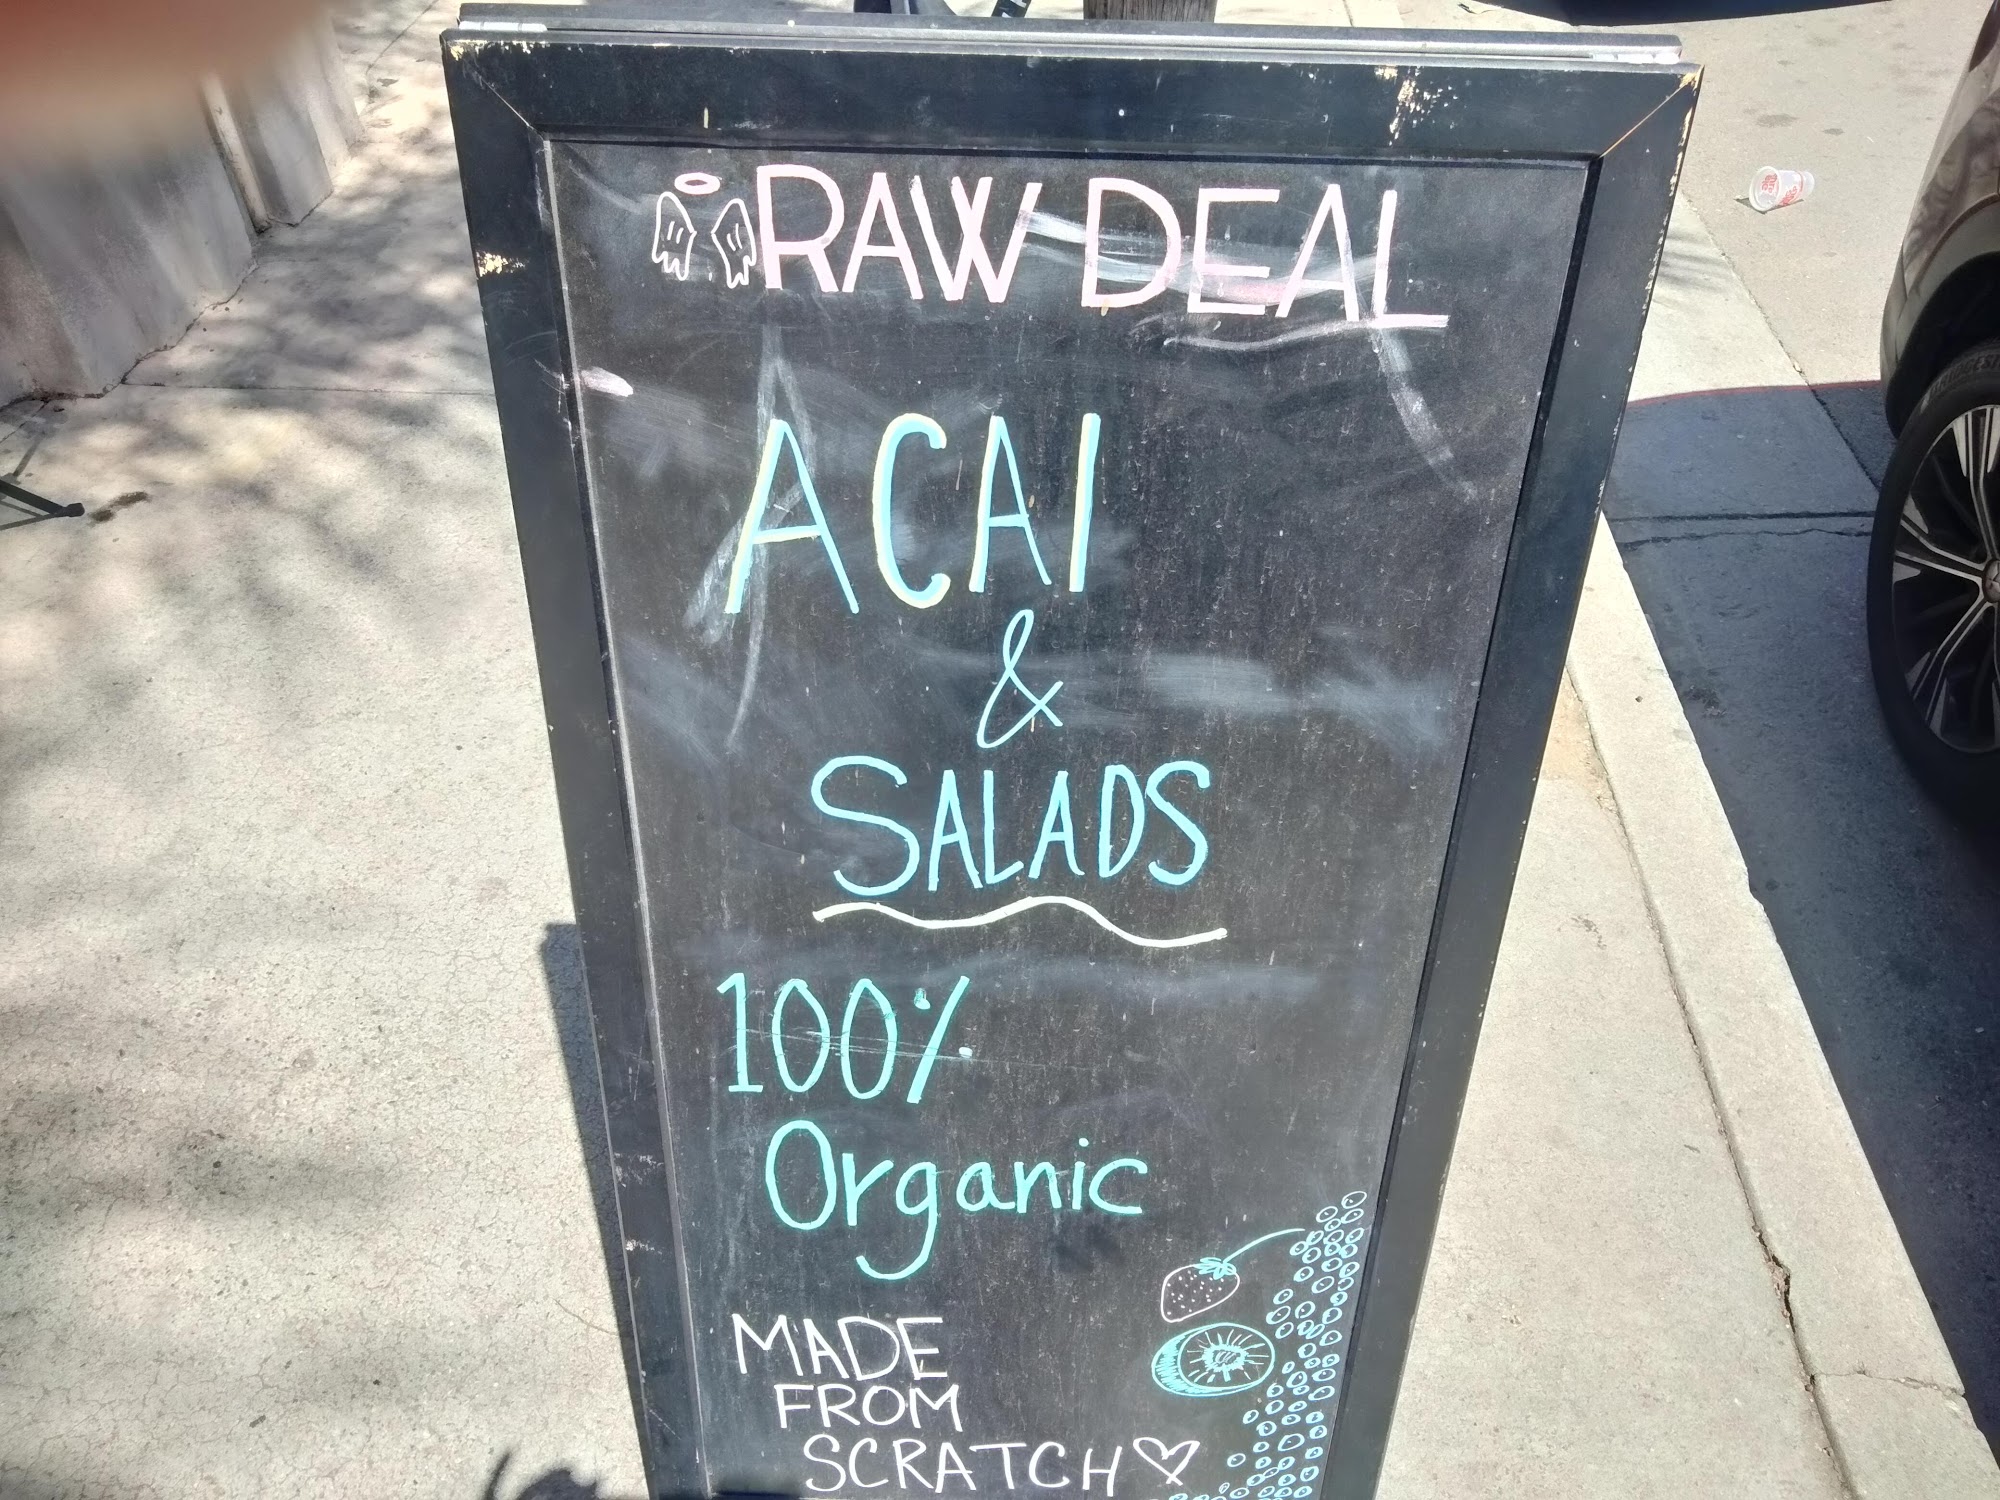 RAW DEAL
ACAI
&
SALADS
100%
Organic
MADE
FROM
SCRATCH